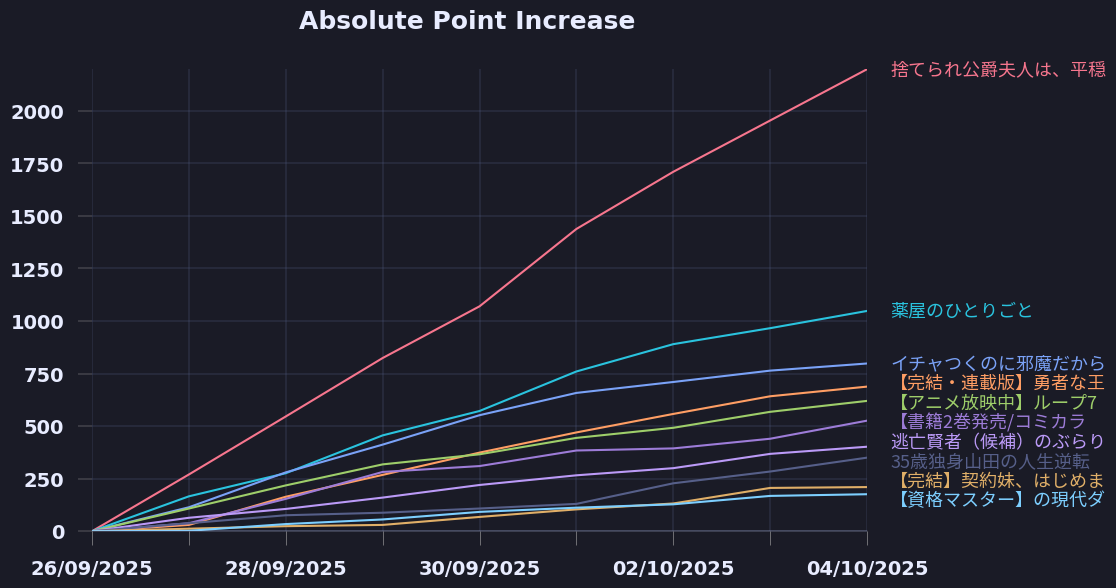 Absolute Point Increase
2000
1750
1500
1250
1000
750
500
250
0
26/09/2025
28/09/2025
30/09/2025
02/10/2025
04/10/2025
捨てられ公爵夫人は、平穏
薬屋のひとりごと
イチャつくのに邪魔だから
【完結・連載版】勇者な王
【アニメ放映中】ループ7
【書籍2巻発売/コミカラ
逃亡賢者（候補）のぶらり
35歳独身山田の人生逆転
【完結】契約妹、はじめま
【資格マスター】の現代ダ